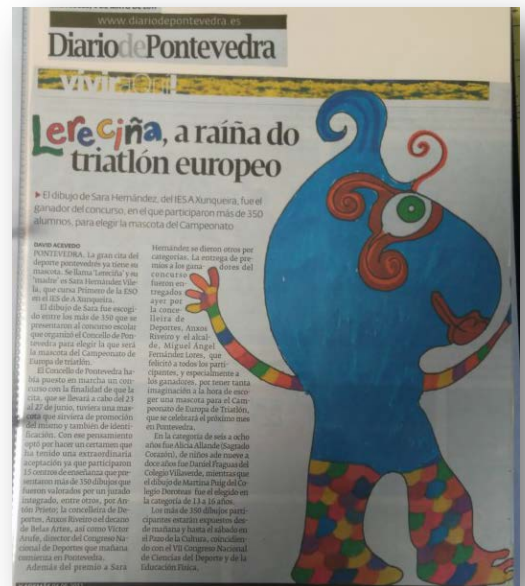 www.diariodepontevedra.es
DiariodePontevedra
viviraquí!
Lereciña, a raíña do
triatlón europeo
▶ El dibujo de Sara Hernández, del IES A Xunqueira, fue el
ganador del concurso, en el que participaron más de 350
alumnos, para elegir la mascota del Campeonato
DAVID ACEVEDO
PONTEVEDRA. La gran cita del
deporte pontevedrés ya tiene su
mascota. Se llama 'Lereciña' y su
'madre' es Sara Hernández Vile-
la, que cursa Primero de la ESO
en el IES de A Xunqueira.
El dibujo de Sara fue escogi-
do entre los más de 350 que se
presentaron al concurso escolar
que organizó el Concello de Pon-
tevedra para elegir la que será
la mascota del Campeonato de
Europa de triatlón.
El Concello de Pontevedra ha-
bía puesto en marcha un con-
curso con la finalidad de que la
cita, que se llevará a cabo del 23
al 27 de junio, tuviera una mas-
cota que sirviera de promoción
del mismo y también de identi-
ficación. Con ese pensamiento
optó por hacer un certamen que
ha tenido una extraordinaria
aceptación ya que participaron
15 centros de enseñanza que pre-
sentaron más de 350 dibujos que
fueron valorados por un jurado
integrado, entre otros, por An-
tón Prieto; la concelleira de De-
portes, Anxos Riveiro o el decano
de Belas Artes, así como Víctor
Arufe, director del Congreso Na-
cional de Deportes que mañana
comienza en Pontevedra.
Además del premio a Sara
Hernández se dieron otros por
categorías. La entrega de pre-
mios a los gana- dores del
concurso
fueron en-
tregados
ayer por
la conce-
lleira de
Deportes, Anxos
Riveiro y el alcal-
de, Miguel Ángel
Fernández Lores, que
felicitó a todos los parti-
cipantes, y especialmente a
los ganadores, por tener tanta
imaginación a la hora de esco-
ger una mascota para el Cam-
peonato de Europa de Triatlón,
que se celebrará el próximo mes
en Pontevedra.
En la categoría de seis a ocho
años fue Alicia Allande (Sagrado
Corazón), de niños ade nueve a
doce años fue Daniel Fraguas del
Colegio Villaverde, mientras que
el dibujo de Martina Puig del Co-
legio Doroteas fue el elegido en
la categoría de 13 a 16 años.
Los más de 350 dibujos parti-
cipantes estarán expuestos des-
de mañana y hasta el sábado en
el Pazo de la Cultura, coincidien-
do con el VII Congreso Nacional
de Ciencias del Deporte y de la
Educación Física.